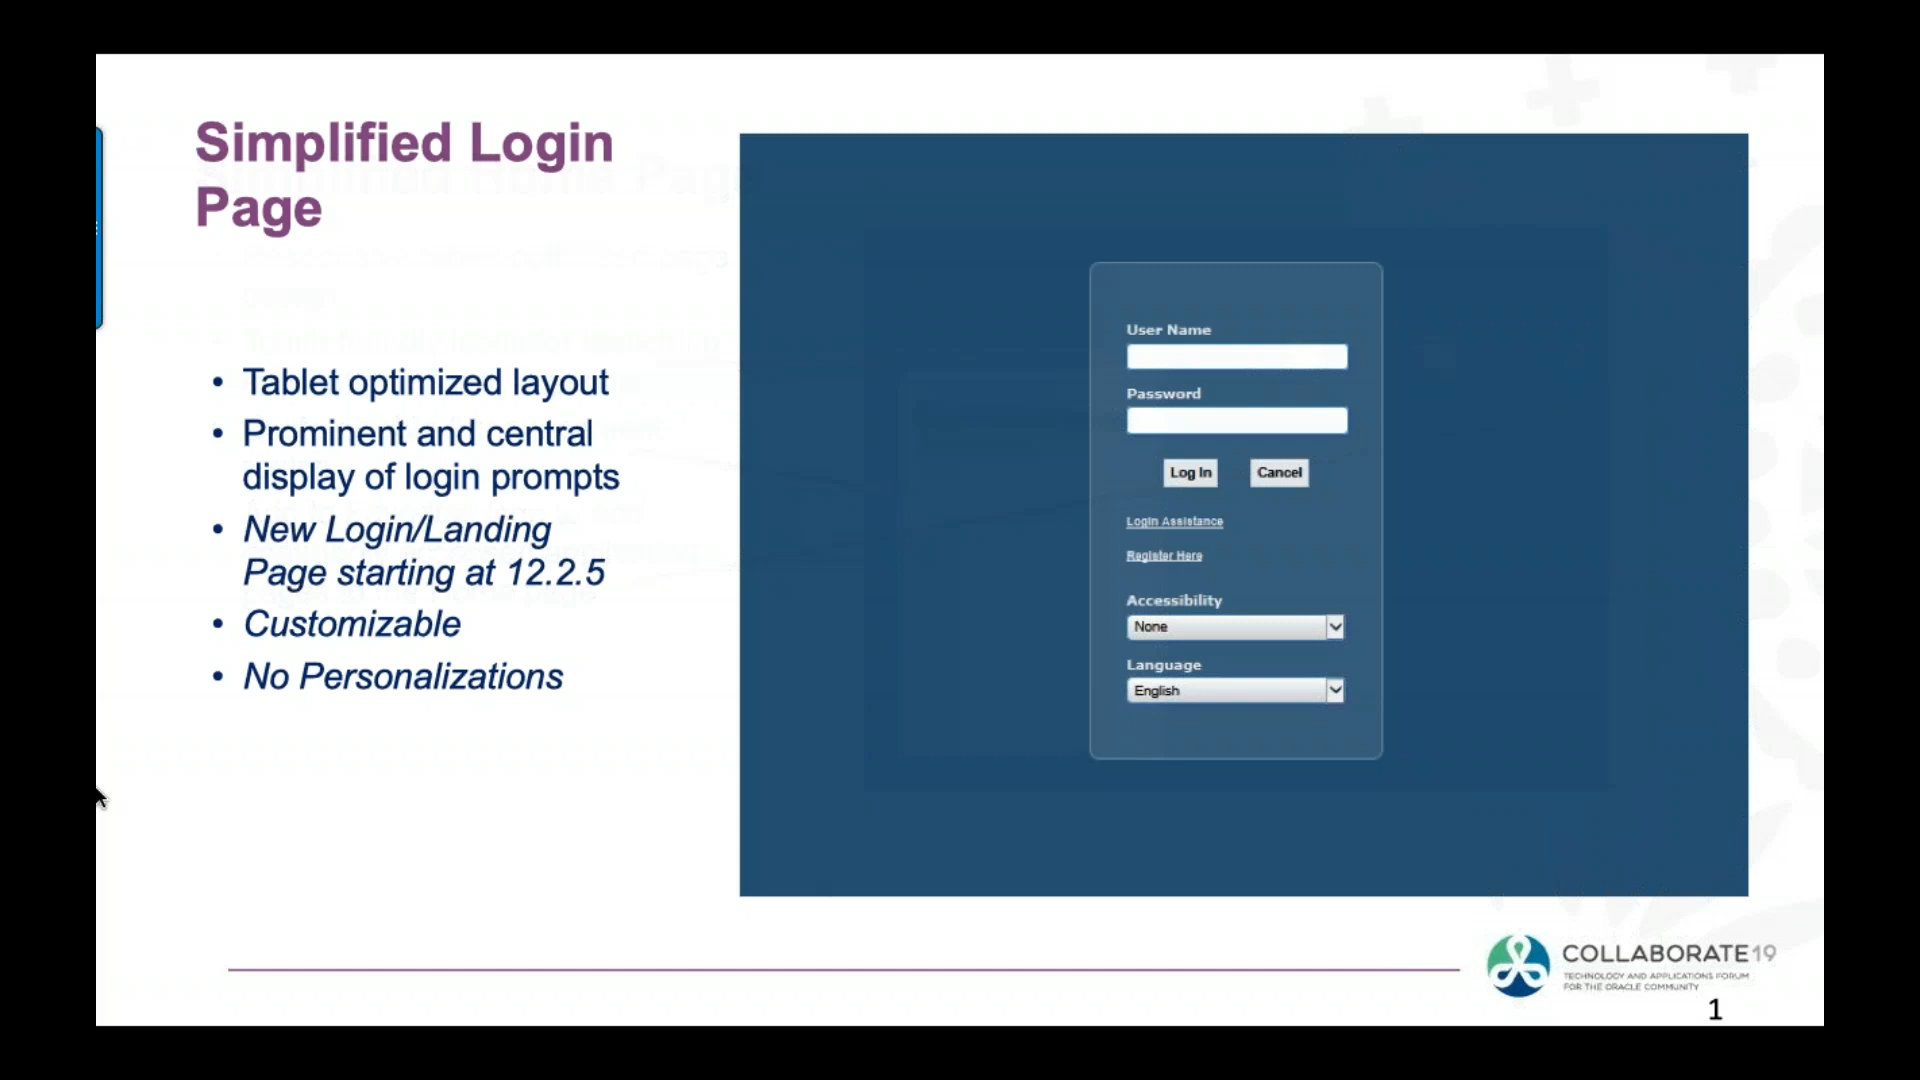 Simplified Login
Page
• Tablet optimized layout
• Prominent and central
display of login prompts
• New Login/Landing
Page starting at 12.2.5
• Customizable
• No Personalizations
User Name
Password
Log In Cancel
Login Assistance
Register Here
Accessibility
None
Language
English
COLLABORATE19
TECHNOLOGY AND APPLICATIONS FORUM
FOR THE ORACLE COMMUNITY
1